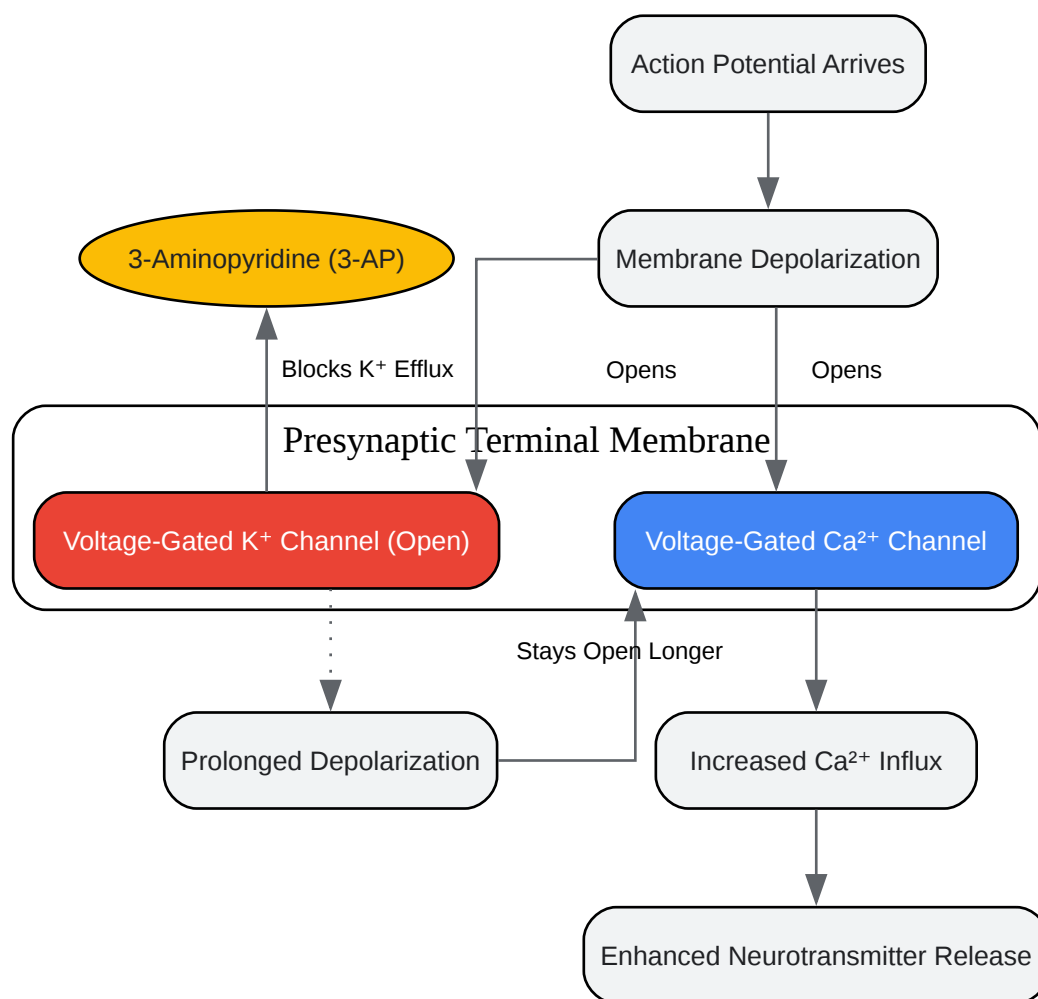 Action Potential Arrives
3-Aminopyridine (3-AP)
Membrane Depolarization
Blocks K⁺ Efflux
Opens
Opens
Presynaptic Terminal Membrane
Voltage-Gated K⁺ Channel (Open)
Voltage-Gated Ca²⁺ Channel
Stays Open Longer
Prolonged Depolarization
Increased Ca²⁺ Influx
Enhanced Neurotransmitter Release